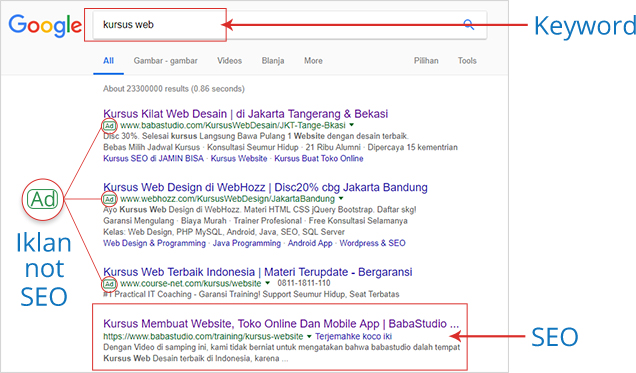 Google
kursus web
Keyword
All Gambar - gambar Videos Blanja More Pilihan Tools
About 23300000 results (0.86 seconds)
Kursus Kilat Web Desain | di Jakarta Tangerang & Bekasi
Ad www.babastudio.com/KursusWebDesain/JKT-Tange-Bkasi
Disc 30%. Selesai kursus Langsung Bawa Pulang 1 Website dengan desain terbaik.
Bebas Milih Jadwal Kursus · Konsultasi Seumur Hidup · 21 Ribu Alumni · Dipercaya 15 kementrian
Kursus SEO di JAMIN BISA · Kursus Website · Kursus Buat Toko Online
Ad
Iklan
not
SEO
Kursus Web Design di WebHozz | Disc20% cbg Jakarta Bandung
Ad www.webhozz.com/KursusWebDesign/JakartaBandung
Ayo Kursus Web Design di WebHozz. Materi HTML CSS jQuery Bootstrap. Daftar skg!
Garansi Mengulang · Biaya Murah · Trainer Profesional · Free Konsultasi Selamanya
Kelas: Web Design, PHP MySQL, Android, Java, SEO, SQL Server
Web Design & Programming · Java Programming · Android App · Wordpress & SEO
Kursus Web Terbaik Indonesia | Materi Terupdate - Bergaransi
Ad www.course-net.com/kursus/website 0811-1811-110
#1 Practical IT Coaching - Garansi Training! Support Seumur Hidup, Seat Terbatas
Kursus Membuat Website, Toko Online Dan Mobile App | BabaStudio ...
https://www.babastudio.com/training/kursus-website Terjemahke koco iki
Dengan Video di samping ini, kami tidak berniat untuk mengatakan bahwa babastudio dalah tempat
Kursus Web Desain terbaik di Indonesia, karena ...
SEO